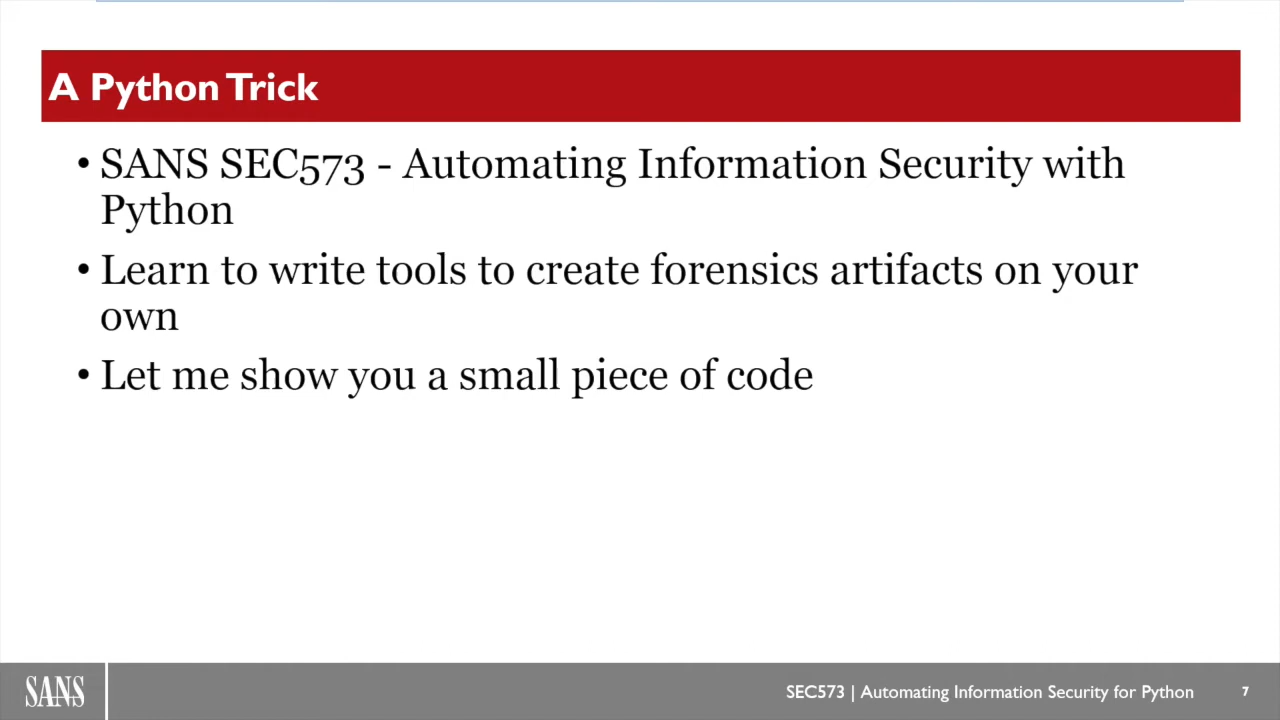 A Python Trick
• SANS SEC573 - Automating Information Security with
Python
• Learn to write tools to create forensics artifacts on your
own
• Let me show you a small piece of code
SANS
SEC573 | Automating Information Security for Python
7